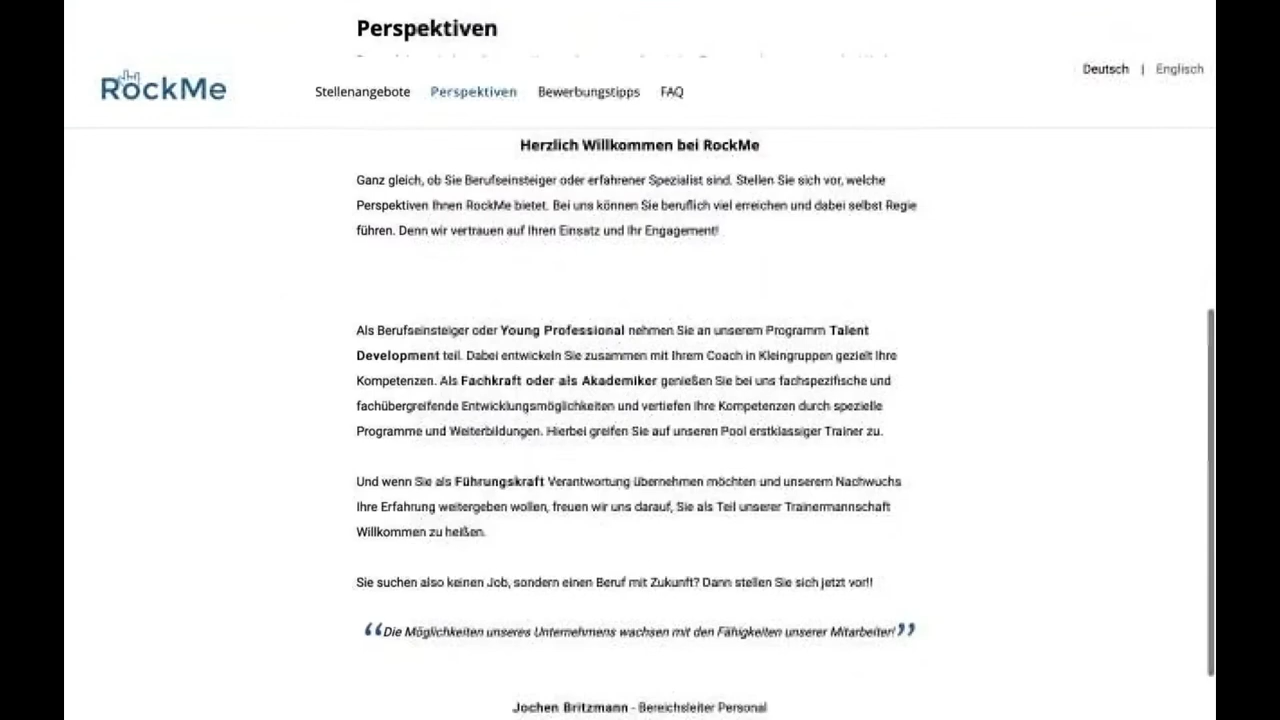 Perspektiven
Deutsch | Englisch
RockMe
Stellenangebote Perspektiven Bewerbungstipps FAQ
Herzlich Willkommen bei RockMe
Ganz gleich, ob Sie Berufseinsteiger oder erfahrener Spezialist sind. Stellen Sie sich vor, welche
Perspektiven Ihnen RockMe bietet. Bei uns können Sie beruflich viel erreichen und dabei selbst Regie
führen. Denn wir vertrauen auf Ihren Einsatz und Ihr Engagement!
Als Berufseinsteiger oder Young Professional nehmen Sie an unserem Programm Talent
Development teil. Dabei entwickeln Sie zusammen mit Ihrem Coach in Kleingruppen gezielt Ihre
Kompetenzen. Als Fachkraft oder als Akademiker genießen Sie bei uns fachspezifische und
fachübergreifende Entwicklungsmöglichkeiten und vertiefen Ihre Kompetenzen durch spezielle
Programme und Weiterbildungen. Hierbei greifen Sie auf unseren Pool erstklassiger Trainer zu.
Und wenn Sie als Führungskraft Verantwortung übernehmen möchten und unserem Nachwuchs
Ihre Erfahrung weitergeben wollen, freuen wir uns darauf, Sie als Teil unserer Trainermannschaft
Willkommen zu heißen.
Sie suchen also keinen Job, sondern einen Beruf mit Zukunft? Dann stellen Sie sich jetzt vor!!
“Die Möglichkeiten unseres Unternehmens wachsen mit den Fähigkeiten unserer Mitarbeiter!”
Jochen Britzmann - Bereichsleiter Personal